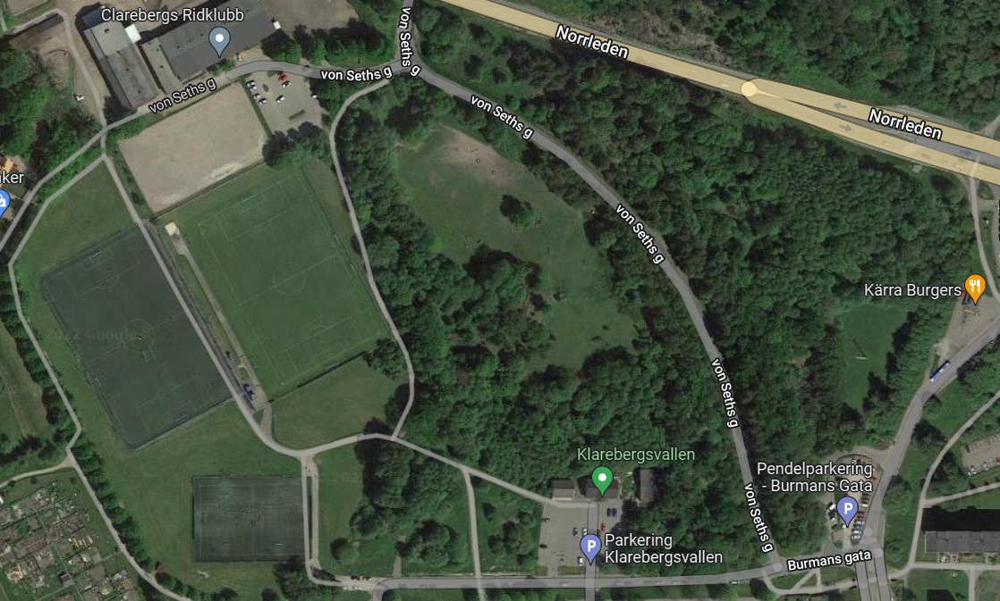 Clarebergs Ridklubb
von Seths g
Norrleden
von Seths g
von Seths g
von Seths g
Norrleden
ker
von Seths g
Kärra Burgers
2022 Google
von Seths g
Klarebergsvallen
Pendelparkering
- Burmans Gata
P
von Seths g
P
Parkering
Klarebergsvallen
Burmans gata